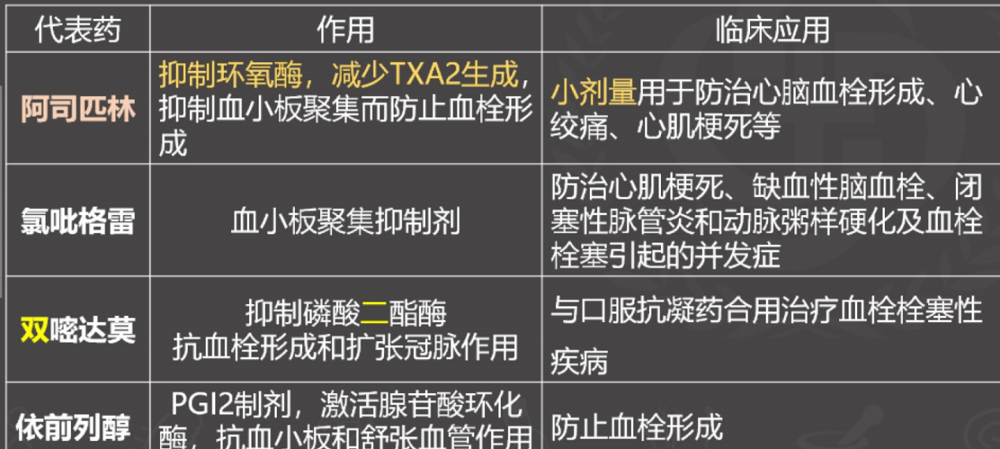 代表药 作用 临床应用
阿司匹林
抑制环氧酶，减少TXA2生成，
抑制血小板聚集而防止血栓形
成
小剂量用于防治心脑血栓形成、心
绞痛、心肌梗死等
氯吡格雷
血小板聚集抑制剂
防治心肌梗死、缺血性脑血栓、闭
塞性脉管炎和动脉粥样硬化及血栓
栓塞引起的并发症
双嘧达莫
抑制磷酸二酯酶
抗血栓形成和扩张冠脉作用
与口服抗凝药合用治疗血栓栓塞性
疾病
依前列醇
PGI2制剂，激活腺苷酸环化
酶，抗血小板和舒张血管作用
防止血栓形成